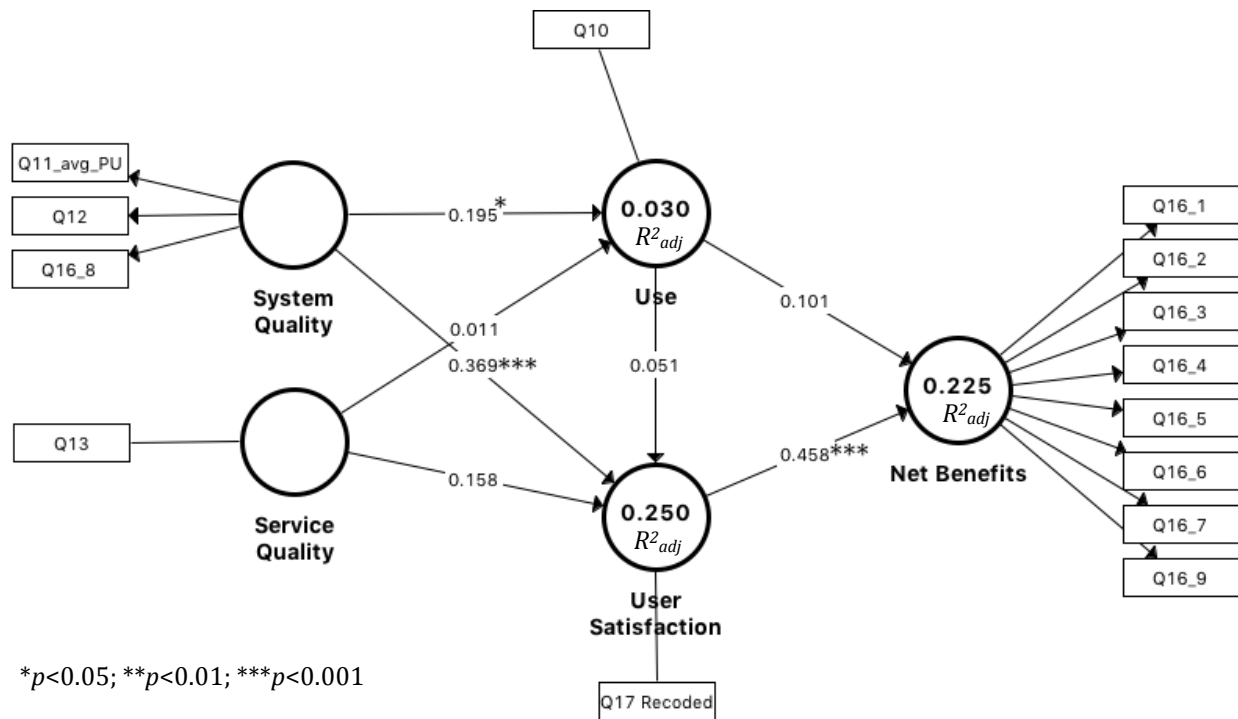 Q10
Q11_avg_PU
Q12
Q16_8
System
Quality
0.195*
0.030
R²adj
Use
0.011
0.369***
0.051
0.101
Q13
Service
Quality
0.158
0.250
R²adj
User
Satisfaction
0.458***
0.225
R²adj
Net Benefits
Q16_1
Q16_2
Q16_3
Q16_4
Q16_5
Q16_6
Q16_7
Q16_9
Q17 Recoded
*p<0.05; **p<0.01; ***p<0.001